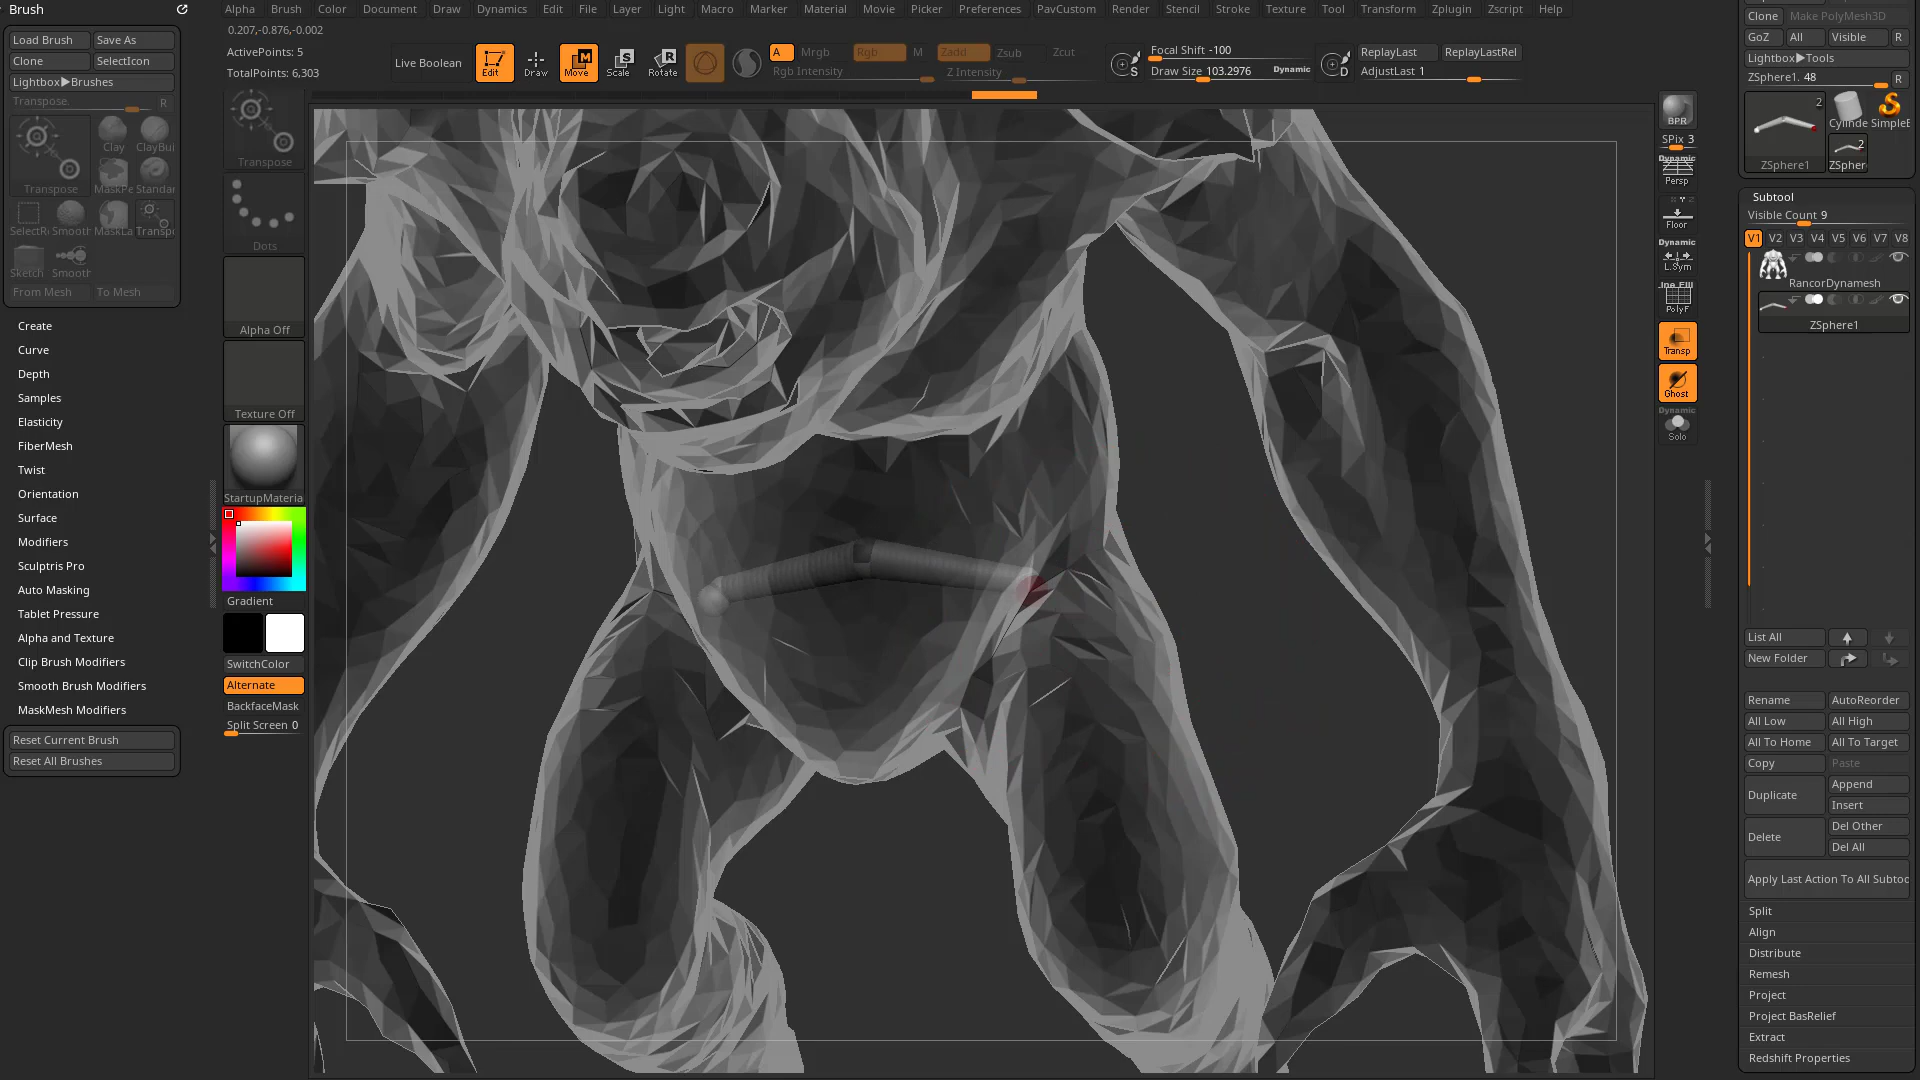 Brush
Alpha Brush Color Document Draw Dynamics Edit File Layer Light Macro Marker Material Movie Picker Preferences PavCustom Render Stencil Stroke Texture Tool Transform Zplugin Zscript Help
0.207,-0.876,-0.002
ActivePoints: 5
TotalPoints: 6,303
Live Boolean
Edit
Draw
Move
Scale
Rotate
A Mrgb Rgb M Zadd Zsub Zcut
Rgb Intensity Z Intensity
S
Focal Shift -100
Draw Size 103.2976 Dynamic
D
ReplayLast ReplayLastRel
AdjustLast 1
Load Brush Save As
Clone SelectIcon
Lightbox▶Brushes
Transpose. R
Clay ClayBui
Transpose MaskPe Standar
SelectRe Smooth MaskLa Transpo
Sketch Smooth
From Mesh To Mesh
Create
Curve
Depth
Samples
Elasticity
FiberMesh
Twist
Orientation
Surface
Modifiers
Sculptris Pro
Auto Masking
Tablet Pressure
Alpha and Texture
Clip Brush Modifiers
Smooth Brush Modifiers
MaskMesh Modifiers
Reset Current Brush
Reset All Brushes
Transpose
Dots
Alpha Off
Texture Off
StartupMateria
Gradient
SwitchColor
Alternate
BackfaceMask
Split Screen 0
BPR
SPix 3
Dynamic
Persp
Floor
Dynamic
L.Sym
Line Fill
PolyF
Transp
Ghost
Dynamic
Solo
Clone Make PolyMesh3D
GoZ All Visible R
Lightbox▶Tools
ZSphere1. 48 R
2
Cylinde SimpleB
2
ZSphere1 ZSpher
Subtool
Visible Count 9
V1 V2 V3 V4 V5 V6 V7 V8
RancorDynamesh
ZSphere1
List All
New Folder
Rename AutoReorder
All Low All High
All To Home All To Target
Copy Paste
Duplicate Append
Insert
Delete Del Other
Del All
Apply Last Action To All Subtoo
Split
Align
Distribute
Remesh
Project
Project BasRelief
Extract
Redshift Properties